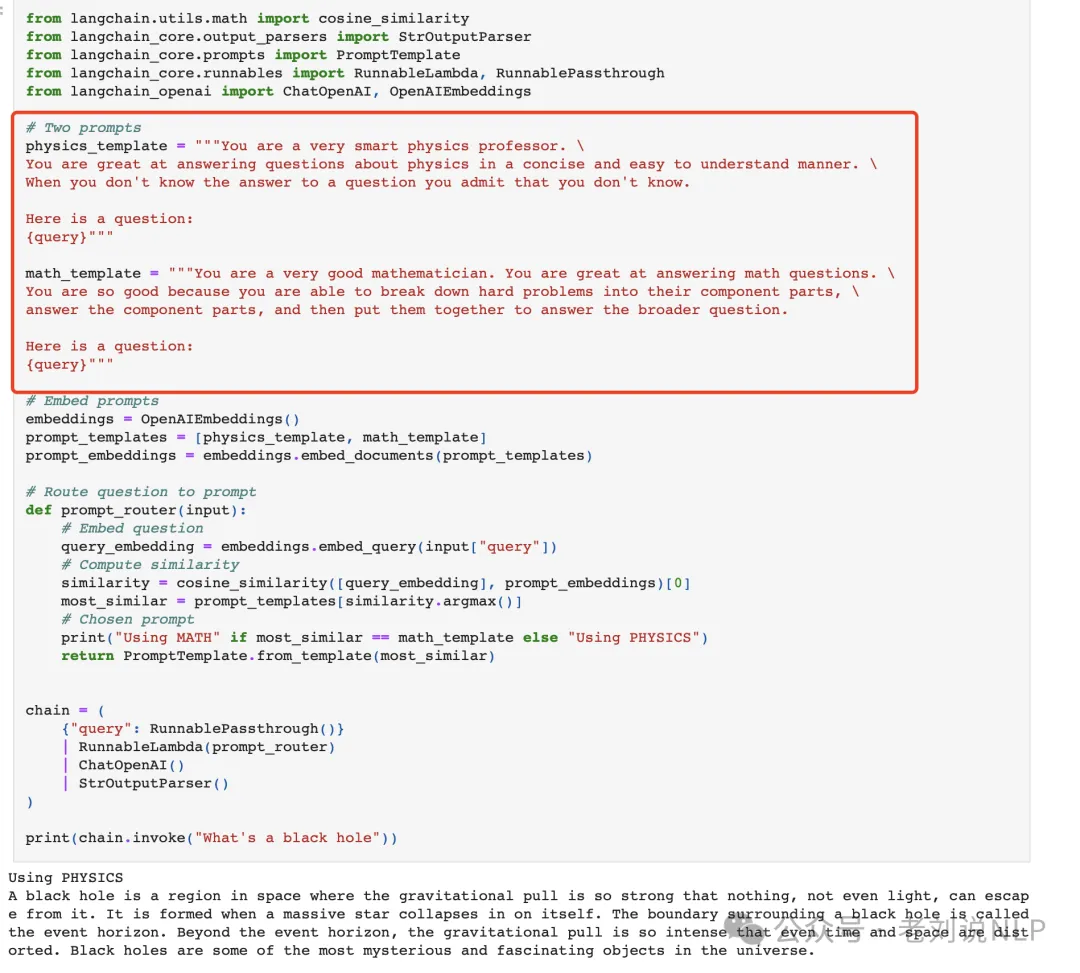 from langchain.utils.math import cosine_similarity
from langchain_core.output_parsers import StrOutputParser
from langchain_core.prompts import PromptTemplate
from langchain_core.runnables import RunnableLambda, RunnablePassthrough
from langchain_openai import ChatOpenAI, OpenAIEmbeddings
# Two prompts
physics_template = """You are a very smart physics professor. \
You are great at answering questions about physics in a concise and easy to understand manner. \
When you don't know the answer to a question you admit that you don't know.
Here is a question:
{query}"""
math_template = """You are a very good mathematician. You are great at answering math questions. \
You are so good because you are able to break down hard problems into their component parts, \
answer the component parts, and then put them together to answer the broader question.
Here is a question:
{query}"""
# Embed prompts
embeddings = OpenAIEmbeddings()
prompt_templates = [physics_template, math_template]
prompt_embeddings = embeddings.embed_documents(prompt_templates)
# Route question to prompt
def prompt_router(input):
    # Embed question
    query_embedding = embeddings.embed_query(input["query"])
    # Compute similarity
    similarity = cosine_similarity([query_embedding], prompt_embeddings)[0]
    most_similar = prompt_templates[similarity.argmax()]
    # Chosen prompt
    print("Using MATH" if most_similar == math_template else "Using PHYSICS")
    return PromptTemplate.from_template(most_similar)
chain = (
    {"query": RunnablePassthrough()}
    | RunnableLambda(prompt_router)
    | ChatOpenAI()
    | StrOutputParser()
)
print(chain.invoke("What's a black hole"))
Using PHYSICS
A black hole is a region in space where the gravitational pull is so strong that nothing, not even light, can escap
e from it. It is formed when a massive star collapses in on itself. The boundary surrounding a black hole is called
the event horizon. Beyond the event horizon, the gravitational pull is so intense that even time and space are dist
orted. Black holes are some of the most mysterious and fascinating objects in the universe.
公众号 · 老刘说NLP